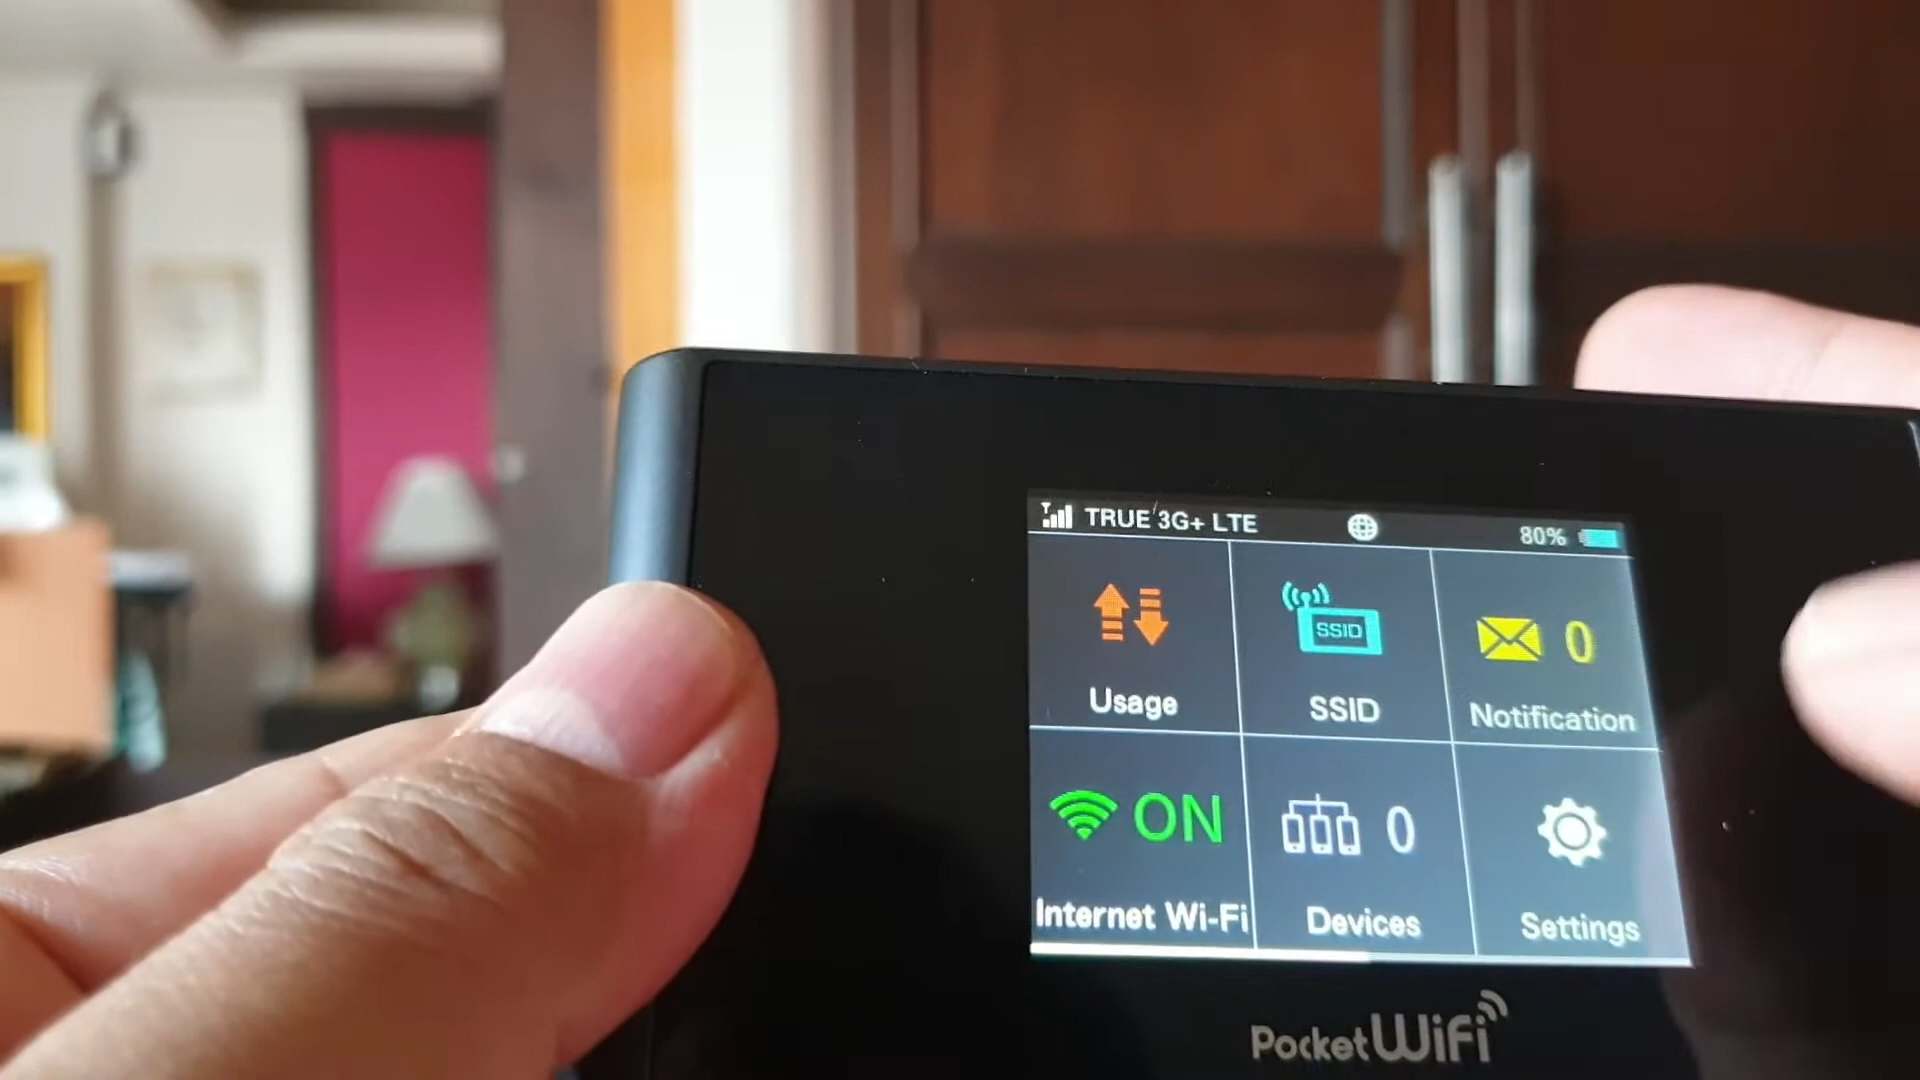 TRUE 3G+ LTE 80%
SSID
0
Usage SSID Notification
ON 0
Internet Wi-Fi Devices Settings
PocketWiFi